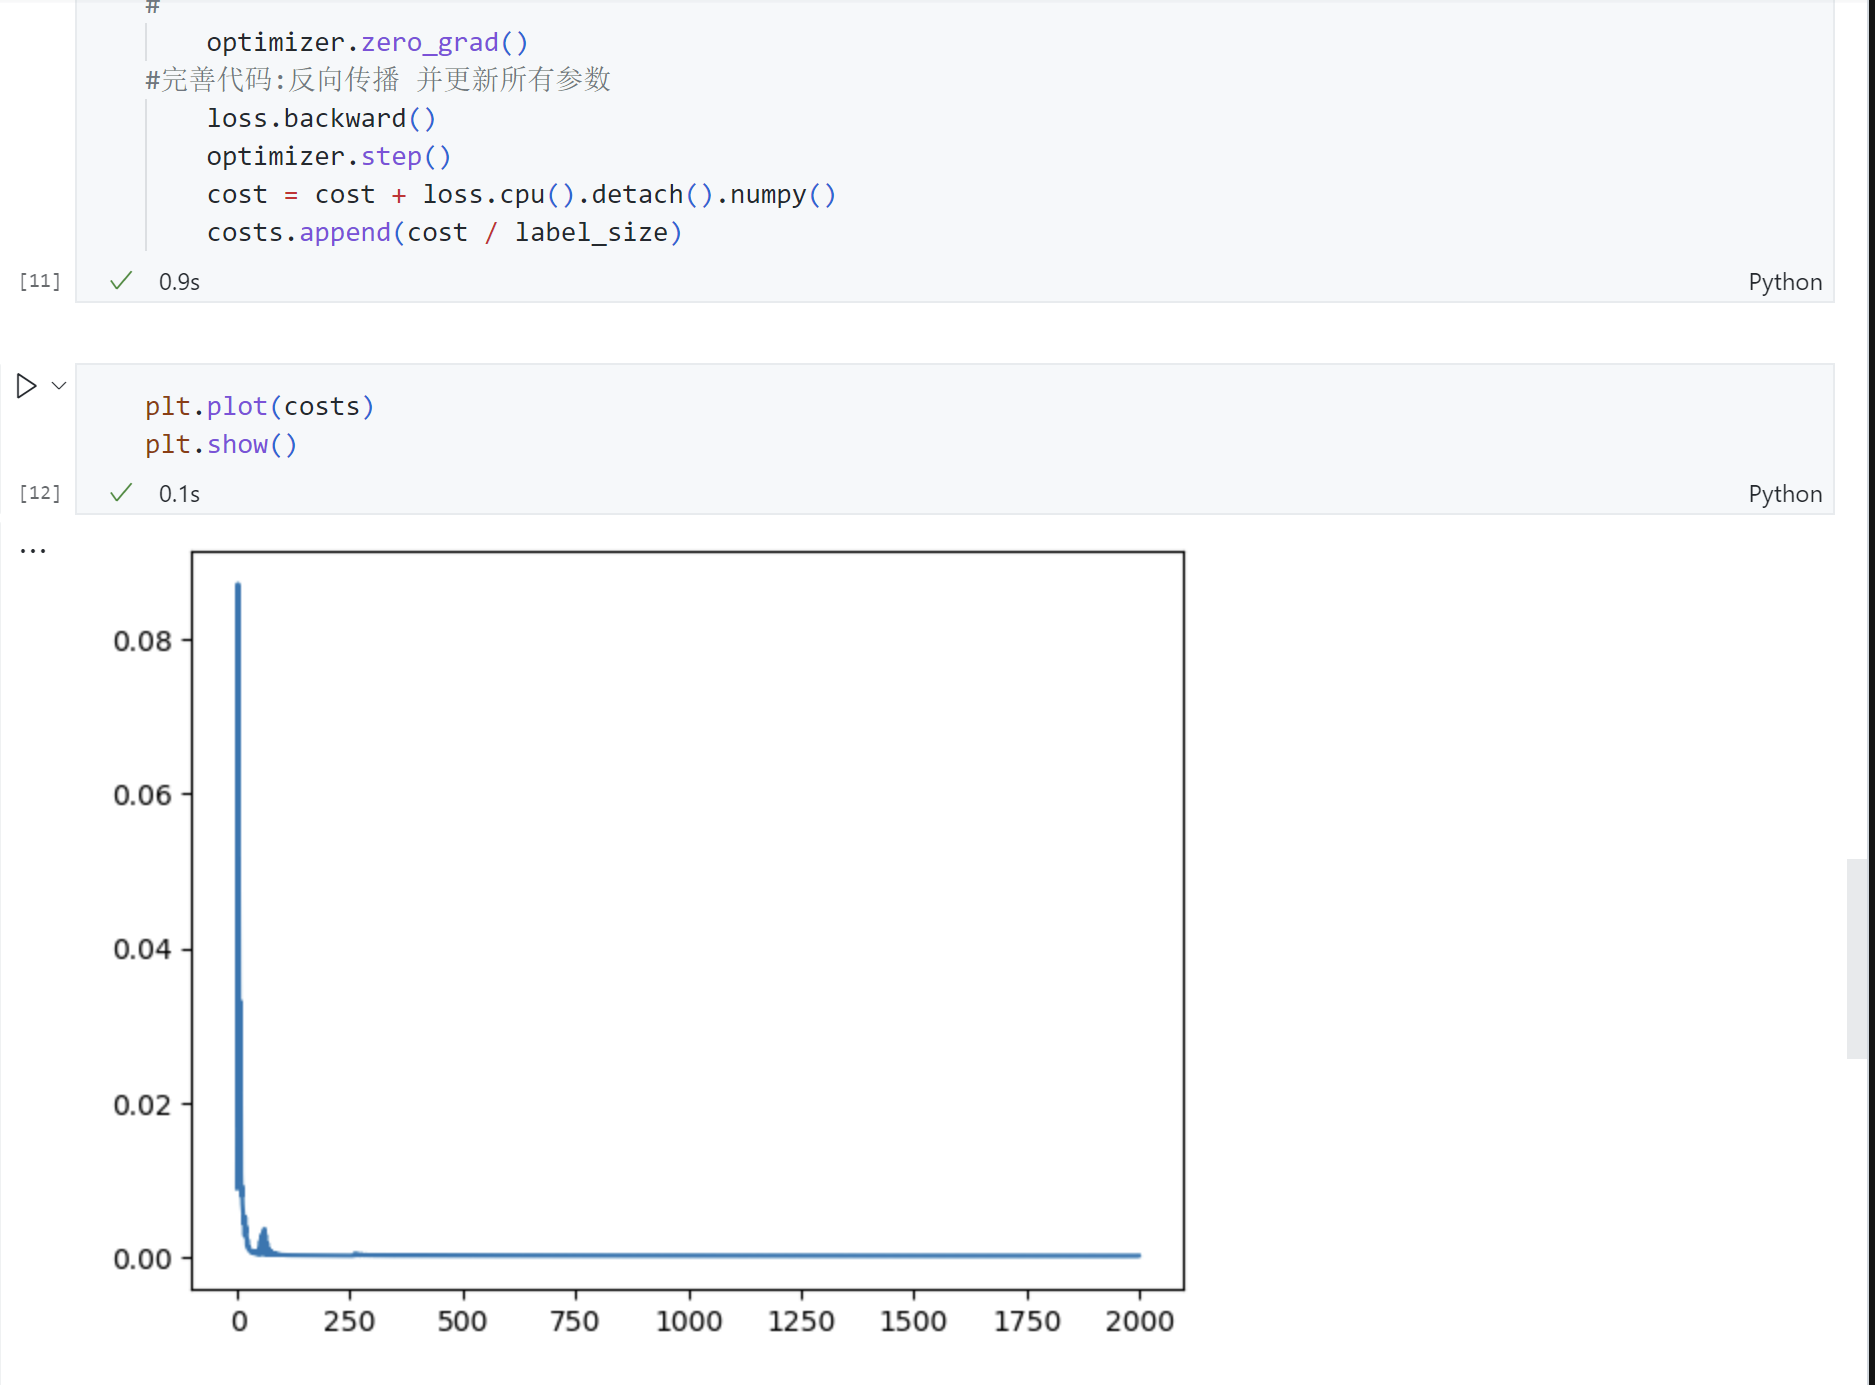 #
optimizer.zero_grad()
#完善代码:反向传播 并更新所有参数
loss.backward()
optimizer.step()
cost = cost + loss.cpu().detach().numpy()
costs.append(cost / label_size)
[11]
0.9s
Python
plt.plot(costs)
plt.show()
[12]
0.1s
Python
...
0.08
0.06
0.04
0.02
0.00
0 250 500 750 1000 1250 1500 1750 2000